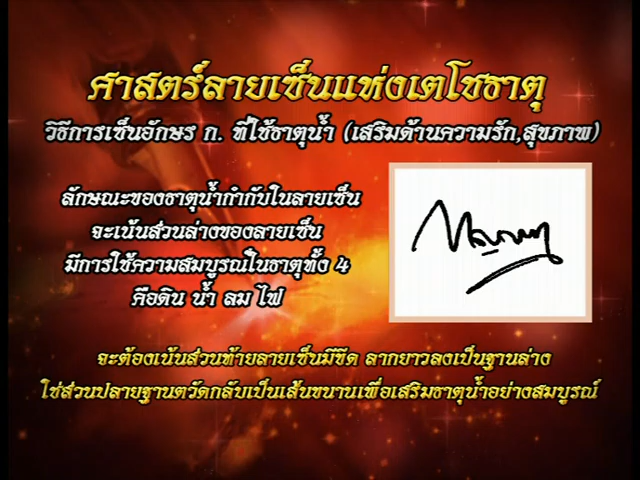 ศาสตร์ลายเซ็นแห่งเตโชธาตุ
วิธีการเซ็นอักษร ก. ที่ใช้ธาตุน้ำ (เสริมด้านความรัก,สุขภาพ)
ลักษณะของธาตุน้ำกำกับในลายเซ็น
จะเน้นส่วนล่างของลายเซ็น
มีการใช้ความสมบูรณ์ในธาตุทั้ง 4
คือดิน น้ำ ลม ไฟ
จะต้องเน้นส่วนท้ายลายเซ็นมีขีด ลากยาวลงเป็นฐานล่าง
ใช่ส่วนปลายฐานตวัดกลับเป็นเส้นขนานเพื่อเสริมธาตุน้ำอย่างสมบูรณ์